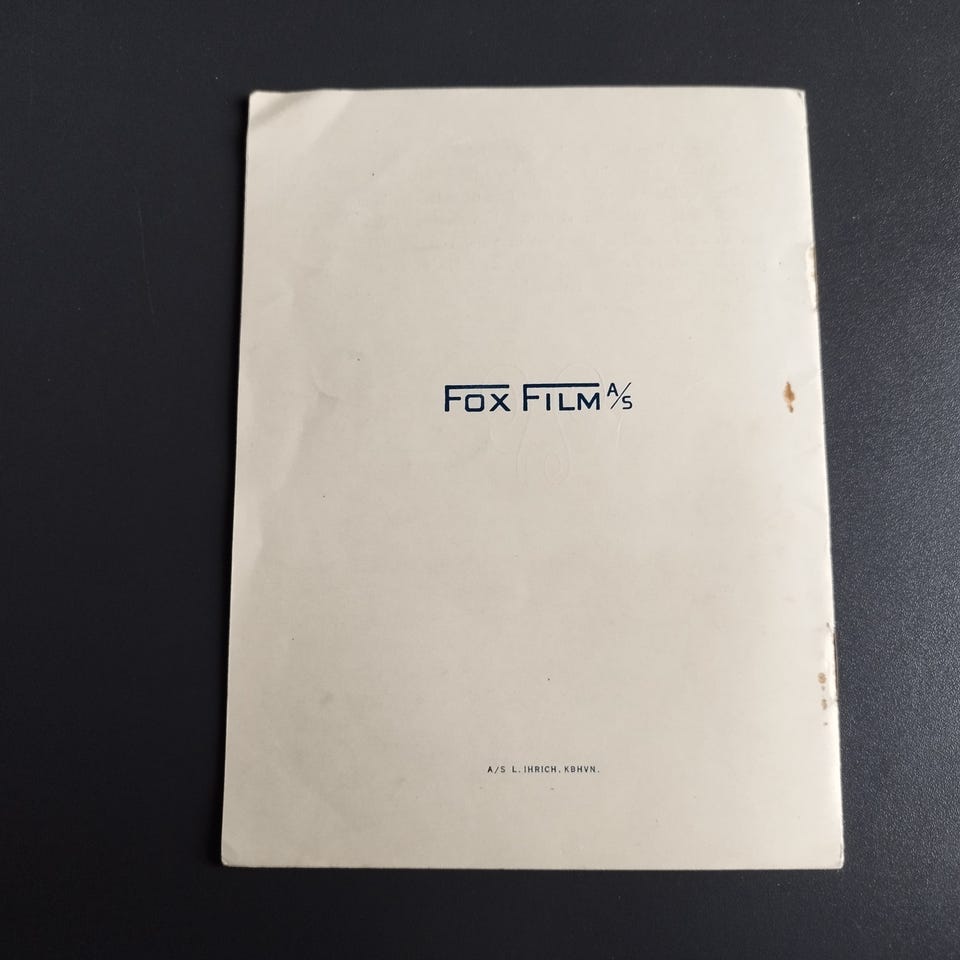 FOX FILM A/S
A/S L. IHRICH, KBHVN.